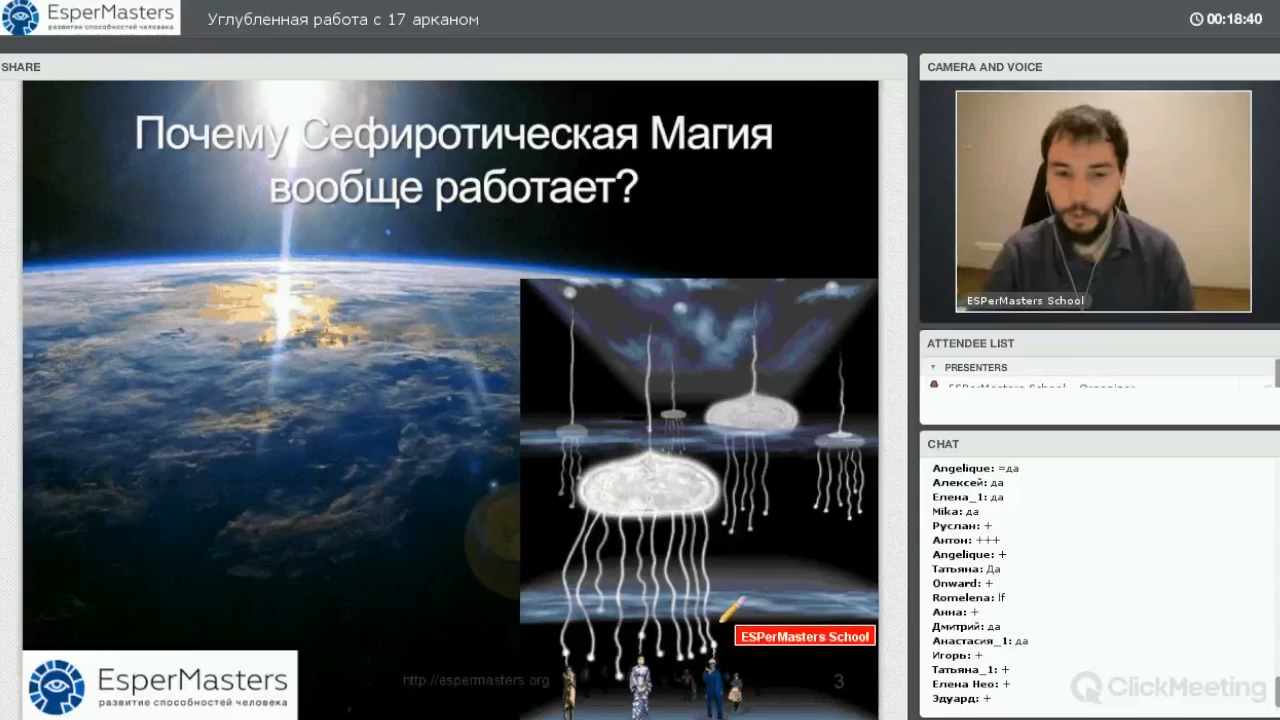 EsperMasters
развитие способностей человека
Углубленная работа с 17 арканом
00:18:40
SHARE
Почему Сефиротическая Магия
вообще работает?
ESPerMasters School
EsperMasters
развитие способностей человека
http://espermasters.org
3
CAMERA AND VOICE
ESPerMasters School
ATTENDEE LIST
PRESENTERS
ESPerMasters School - Organizer
CHAT
Angelique: =да
Алексей: да
Елена_1: да
Mika: да
Руслан: +
Антон: +++
Angelique: +
Татьяна: Да
Onward: +
Romelena: lf
Анна: +
Дмитрий: да
Анастасия_1: да
Игорь: +
Татьяна_1: +
Елена Нео: +
Эдуард: +
ClickMeeting